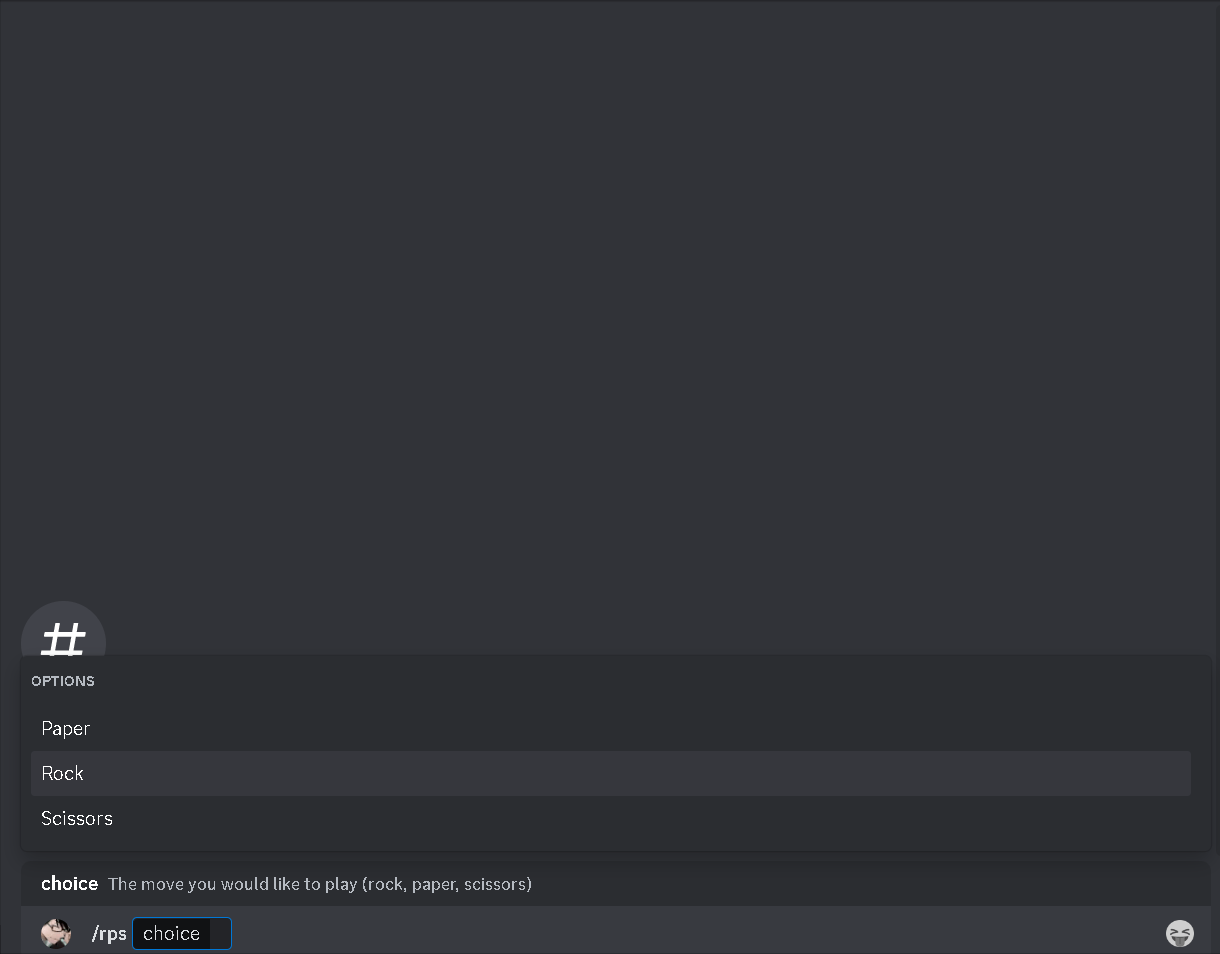 #
OPTIONS
Paper
Rock
Scissors
choice The move you would like to play (rock, paper, scissors)
/rps choice